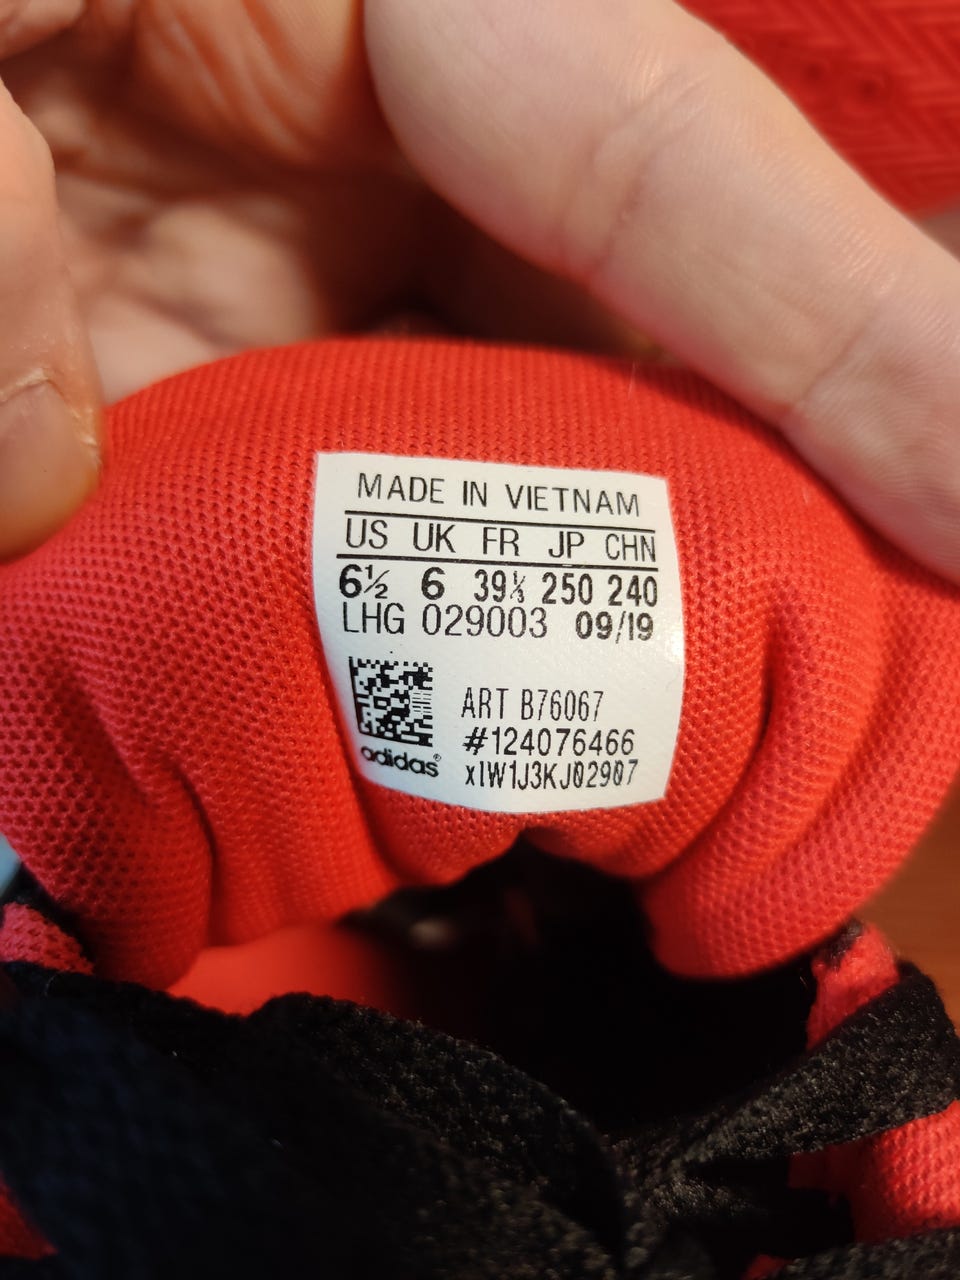 MADE IN VIETNAM
US UK FR JP CHN
6½ 6 39⅓ 250 240
LHG 029003 09/19
ART B76067
#124076466
xIW1J3KJ02907
adidas®